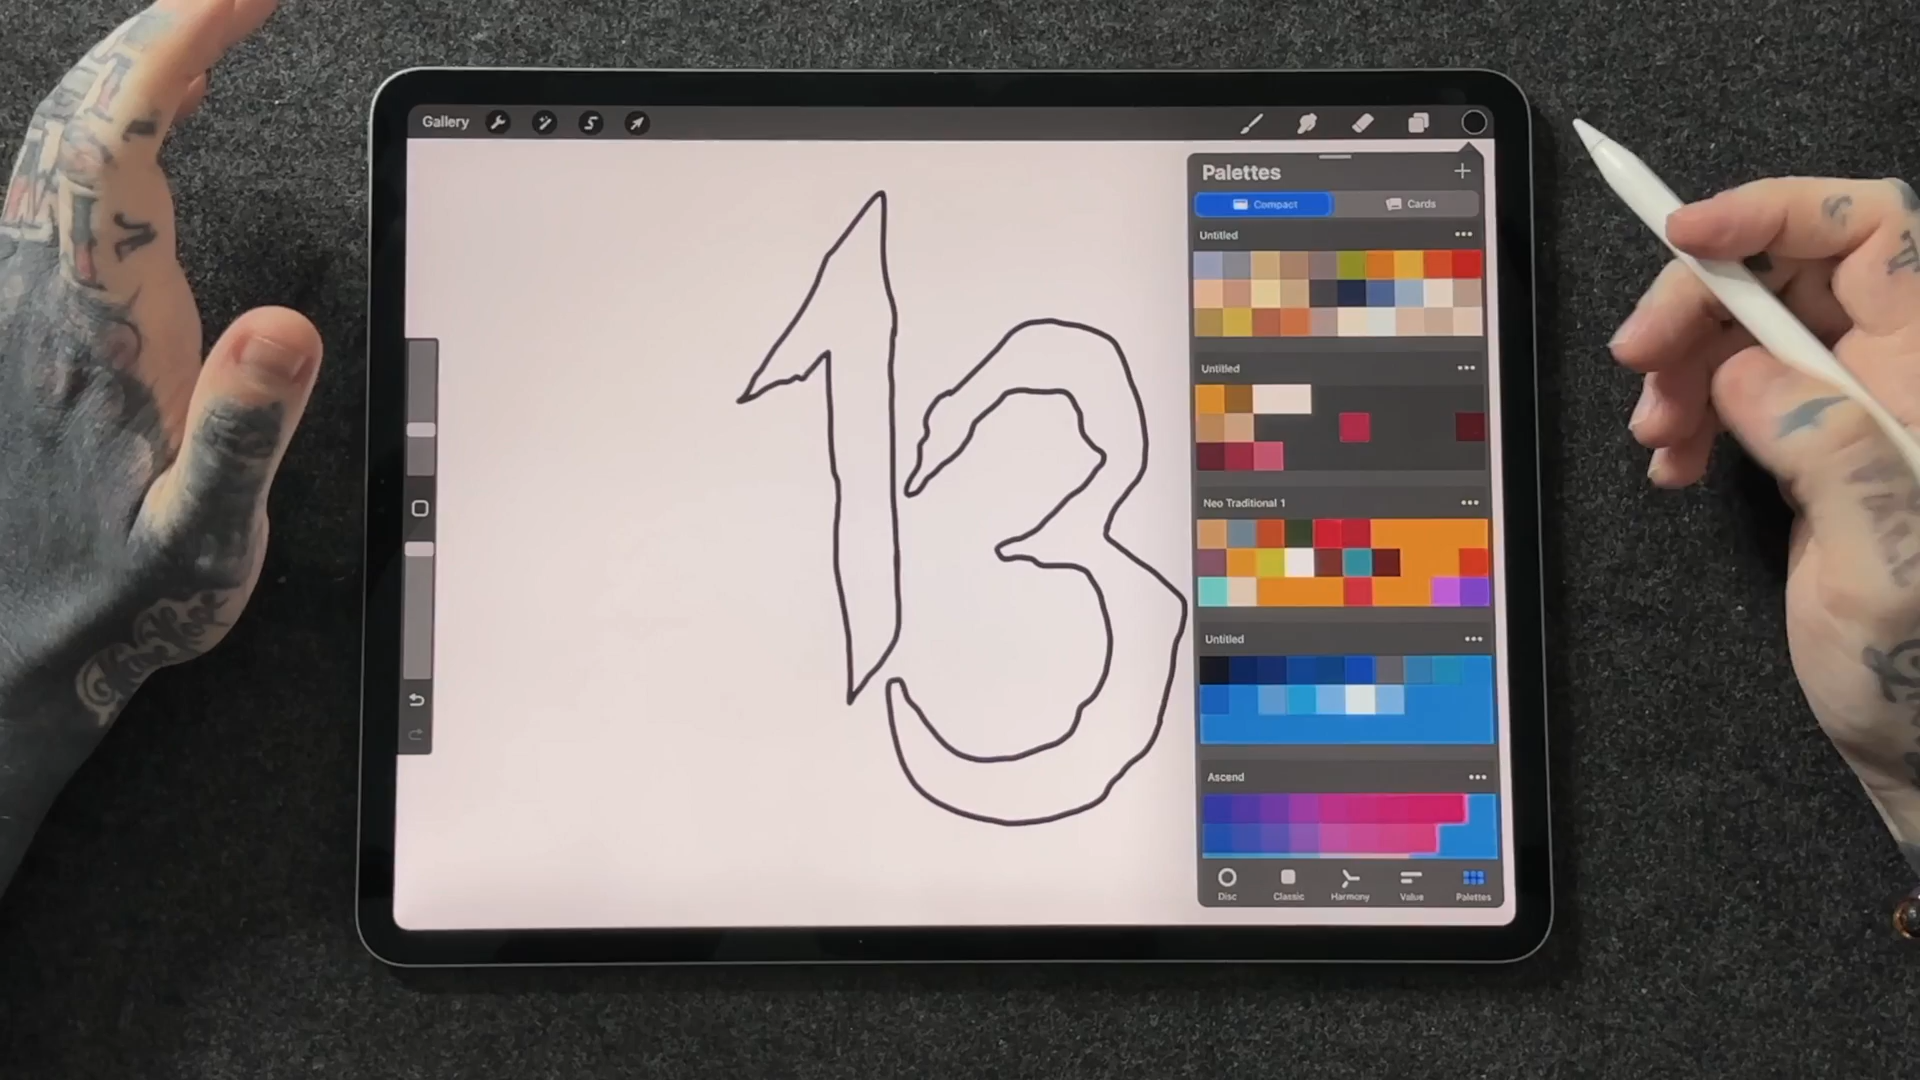 Gallery
13
Palettes
Compact
Cards
Untitled
Untitled
Neo Traditional 1
Untitled
Ascend
Disc
Classic
Harmony
Value
Palettes